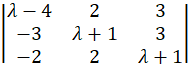 |λ − 4 2 3|
|−3 λ + 1 3|
|−2 2 λ + 1|